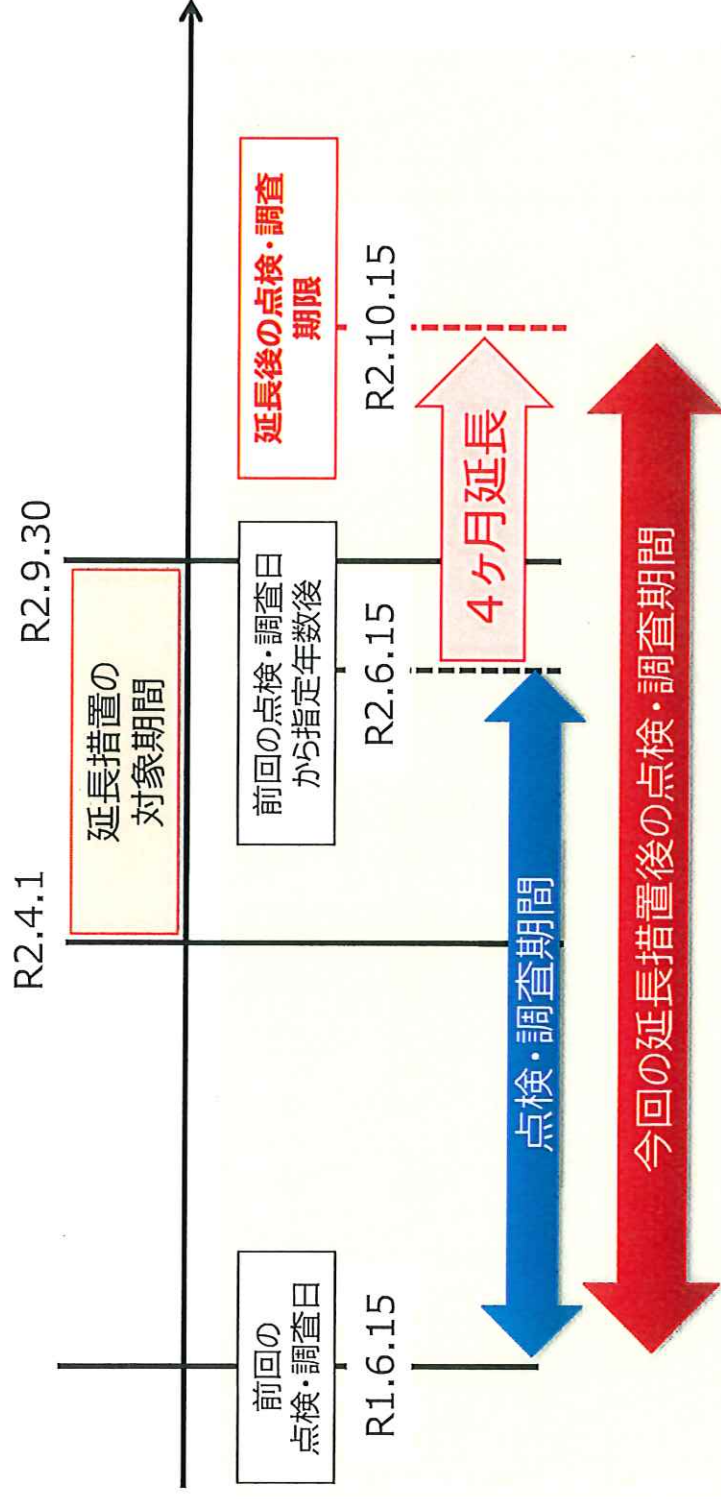 R2.4.1
R2.9.30
延長措置の
対象期間
前回の
点検・調査日
前回の点検・調査日
から指定年数後
延長後の点検・調査
期限
R1.6.15
R2.6.15
R2.10.15
4ヶ月延長
点検・調査期間
今回の延長措置後の点検・調査期間